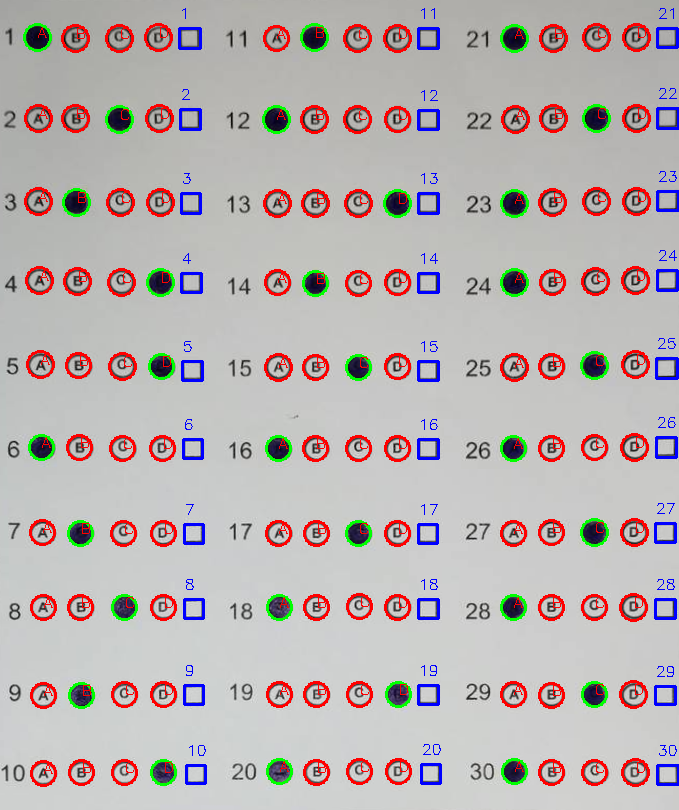 1 11 21
1 A B C D 11 A B C D 21 A B C D
2 12 22
2 A B C D 12 A B C D 22 A B C D
3 13 23
3 A B C D 13 A B C D 23 A B C D
4 14 24
4 A B C D 14 A B C D 24 A B C D
5 15 25
5 A B C D 15 A B C D 25 A B C D
6 16 26
6 A B C D 16 A B C D 26 A B C D
7 17 27
7 A B C D 17 A B C D 27 A B C D
8 18 28
8 A B C D 18 A B C D 28 A B C D
9 19 29
9 A B C D 19 A B C D 29 A B C D
10 20 30
10 A B C D 20 A B C D 30 A B C D